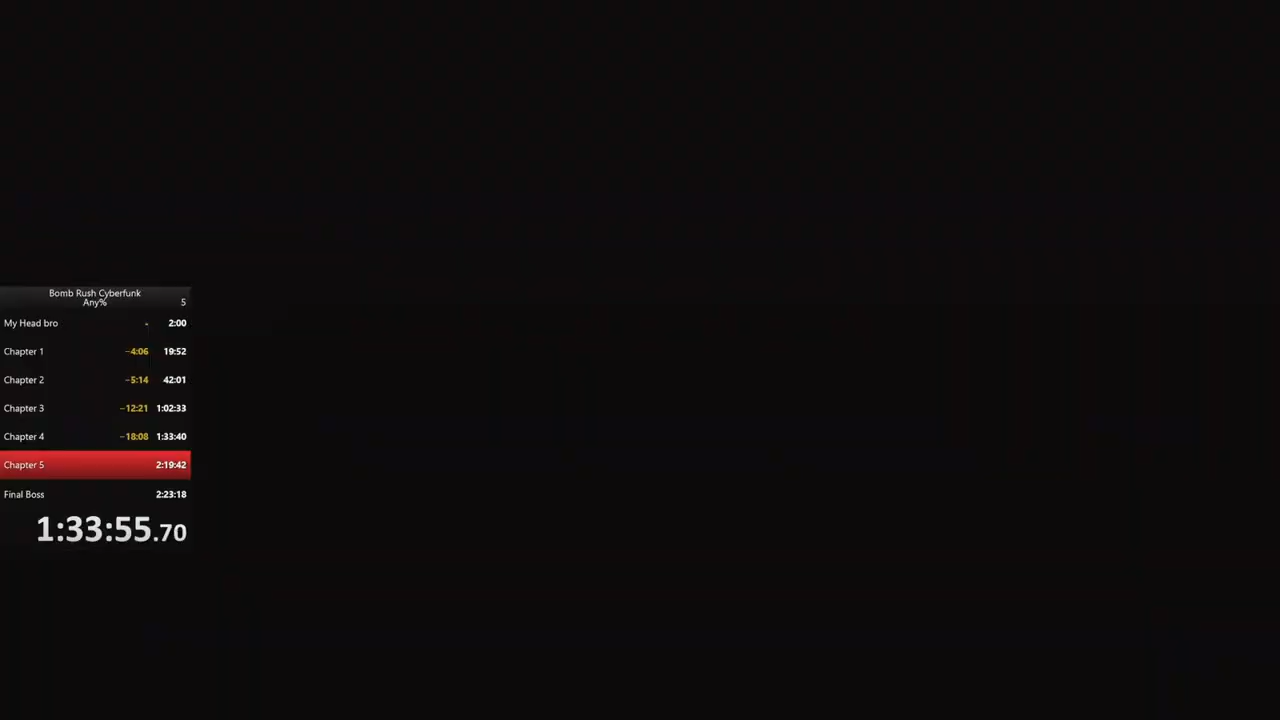 Bomb Rush Cyberfunk
Any% 5
My Head bro - 2:00
Chapter 1 −4:06 19:52
Chapter 2 −5:14 42:01
Chapter 3 −12:21 1:02:33
Chapter 4 −18:08 1:33:40
Chapter 5 2:19:42
Final Boss 2:23:18
1:33:55.70